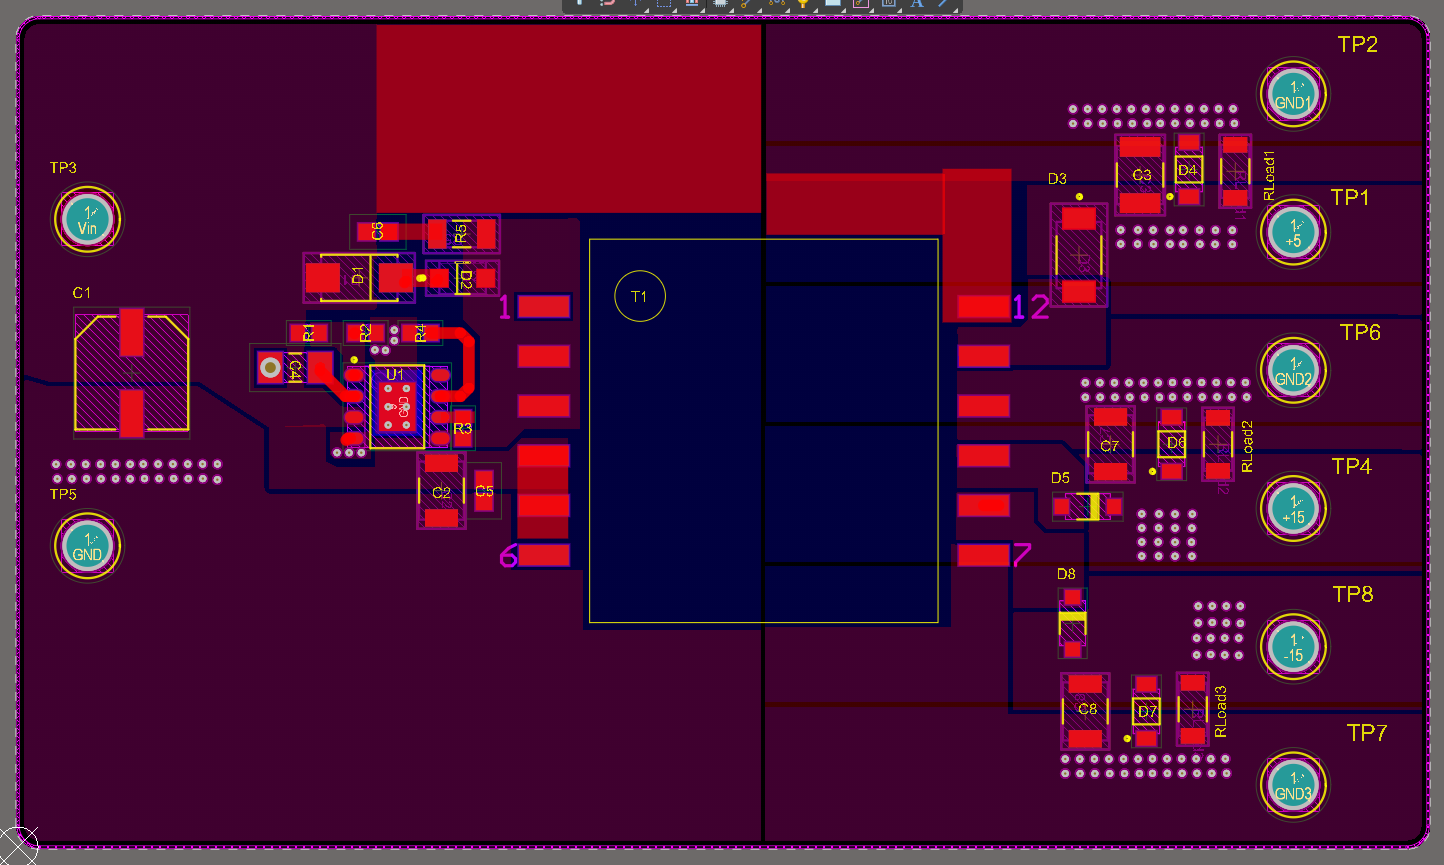 TP2
1
GND1
TP3
1
Vin
C3
D4
RLoad1
D3
TP1
1
+5
C6
R5
D1
D2
C1
1
T1
12
R1
R2
R4
TP6
1
GND2
C4
U1
GND
R3
C7
D6
RLoad2
TP5
C2
C5
D5
TP4
1
+15
1
GND
6
7
D8
TP8
1
-15
C8
D7
RLoad3
TP7
1
GND3